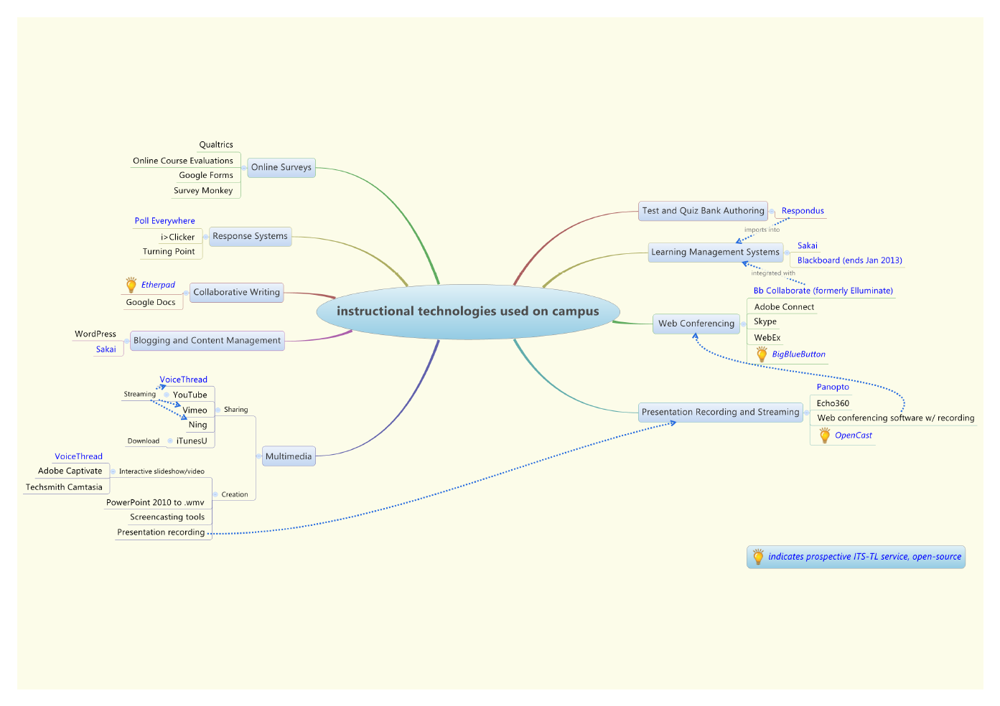 instructional technologies used on campus
Online Surveys
Qualtrics
Online Course Evaluations
Google Forms
Survey Monkey
Response Systems
Poll Everywhere
i>Clicker
Turning Point
Collaborative Writing
Etherpad
Google Docs
Blogging and Content Management
WordPress
Sakai
Multimedia
Sharing
VoiceThread
Streaming
YouTube
Vimeo
Ning
Download
iTunesU
Creation
Interactive slideshow/video
VoiceThread
Adobe Captivate
Techsmith Camtasia
PowerPoint 2010 to .wmv
Screencasting tools
Presentation recording
Test and Quiz Bank Authoring
Respondus
imports into
Learning Management Systems
Sakai
Blackboard (ends Jan 2013)
integrated with
Web Conferencing
Bb Collaborate (formerly Elluminate)
Adobe Connect
Skype
WebEx
BigBlueButton
Presentation Recording and Streaming
Panopto
Echo360
Web conferencing software w/ recording
OpenCast
indicates prospective ITS-TL service, open-source